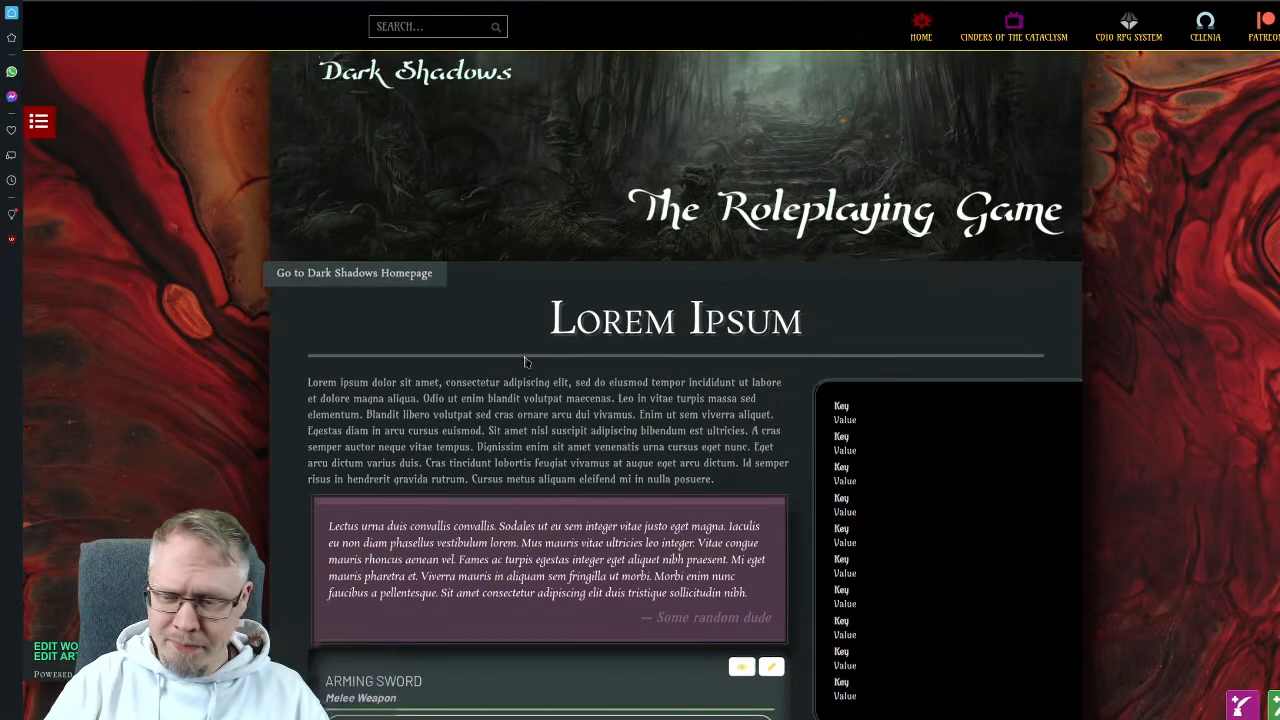 SEARCH...
HOME
CINDERS OF THE CATACLYSM
CD10 RPG SYSTEM
CELENIA
PATREO
Dark Shadows
The Roleplaying Game
Go to Dark Shadows Homepage
Lorem Ipsum
Lorem ipsum dolor sit amet, consectetur adipiscing elit, sed do eiusmod tempor incididunt ut labore
et dolore magna aliqua. Odio ut enim blandit volutpat maecenas. Leo in vitae turpis massa sed
elementum. Blandit libero volutpat sed cras ornare arcu dui vivamus. Enim ut sem viverra aliquet.
Egestas diam in arcu cursus euismod. Sit amet nisl suscipit adipiscing bibendum est ultricies. A cras
semper auctor neque vitae tempus. Dignissim enim sit amet venenatis urna cursus eget nunc. Eget
arcu dictum varius duis. Cras tincidunt lobortis feugiat vivamus at augue eget arcu dictum. Id semper
risus in hendrerit gravida rutrum. Cursus metus aliquam eleifend mi in nulla posuere.
Lectus urna duis convallis convallis. Sodales ut eu sem integer vitae justo eget magna. Iaculis
eu non diam phasellus vestibulum lorem. Mus mauris vitae ultricies leo integer. Vitae congue
mauris rhoncus aenean vel. Fames ac turpis egestas integer eget aliquet nibh praesent. Mi eget
mauris pharetra et. Viverra mauris in aliquam sem fringilla ut morbi. Morbi enim nunc
faucibus a pellentesque. Sit amet consectetur adipiscing elit duis tristique sollicitudin nibh.
— Some random dude
ARMING SWORD
Melee Weapon
Key
Value
Key
Value
Key
Value
Key
Value
Key
Value
Key
Value
Key
Value
Key
Value
Key
Value
Key
Value
EDIT WO
EDIT AR
POWERED